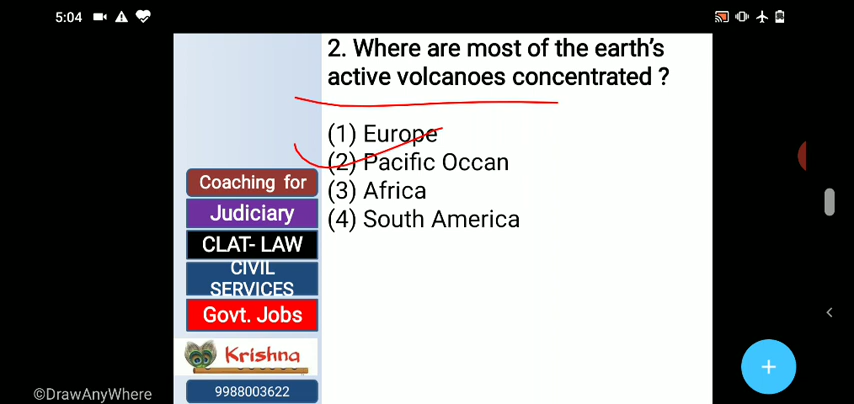 5:04
2. Where are most of the earth's
active volcanoes concentrated ?
(1) Europe
(2) Pacific Occan
(3) Africa
(4) South America
Coaching for
Judiciary
CLAT- LAW
CIVIL
SERVICES
Govt. Jobs
Krishna
9988003622
©DrawAnyWhere